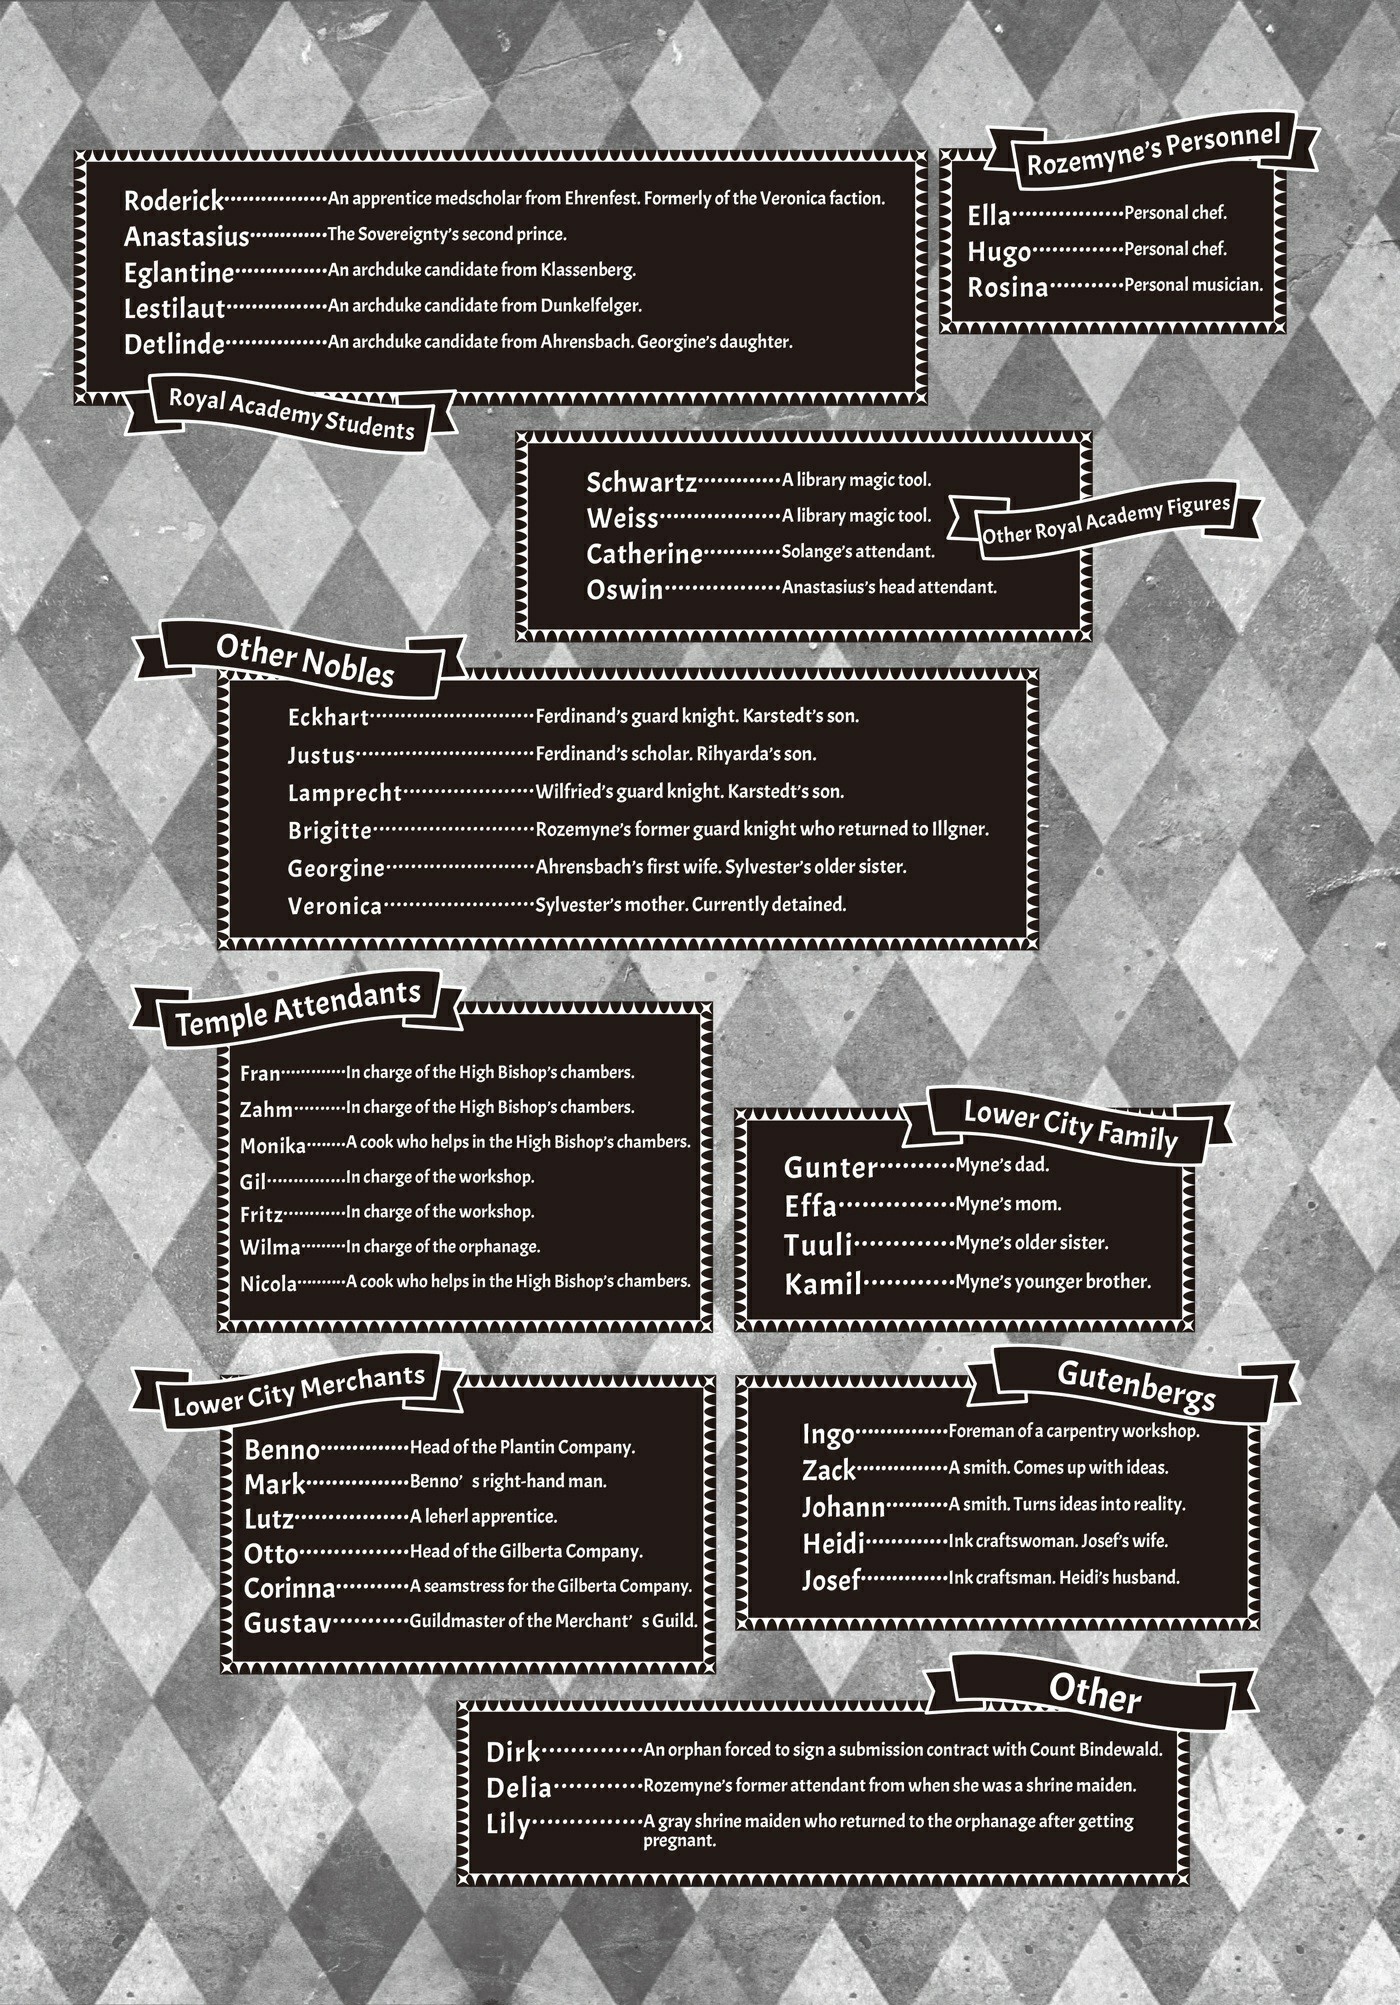 Roderick·················An apprentice medscholar from Ehrenfest. Formerly of the Veronica faction.
Anastasius·············The Sovereignty's second prince.
Eglantine···············An archduke candidate from Klassenberg.
Lestilaut·················An archduke candidate from Dunkelfelger.
Detlinde·················An archduke candidate from Ahrensbach. Georgine's daughter.
Royal Academy Students
Rozemyne's Personnel
Ella··················Personal chef.
Hugo···············Personal chef.
Rosina············Personal musician.
Schwartz·············A library magic tool.
Weiss···················A library magic tool.
Catherine············Solange's attendant.
Oswin··················Anastasius's head attendant.
Other Royal Academy Figures
Other Nobles
Eckhart···························Ferdinand's guard knight. Karstedt's son.
Justus·····························Ferdinand's scholar. Rihyarda's son.
Lamprecht·····················Wilfried's guard knight. Karstedt's son.
Brigitte··························Rozemyne's former guard knight who returned to Illgner.
Georgine························Ahrensbach's first wife. Sylvester's older sister.
Veronica························Sylvester's mother. Currently detained.
Temple Attendants
Fran·············In charge of the High Bishop's chambers.
Zahm··········In charge of the High Bishop's chambers.
Monika········A cook who helps in the High Bishop's chambers.
Gil···············In charge of the workshop.
Fritz············In charge of the workshop.
Wilma·········In charge of the orphanage.
Nicola··········A cook who helps in the High Bishop's chambers.
Lower City Family
Gunter··········Myne's dad.
Effa···············Myne's mom.
Tuuli·············Myne's older sister.
Kamil············Myne's younger brother.
Lower City Merchants
Benno·············Head of the Plantin Company.
Mark···············Benno’ s right-hand man.
Lutz·················A leherl apprentice.
Otto················Head of the Gilberta Company.
Corinna···········A seamstress for the Gilberta Company.
Gustav···········Guildmaster of the Merchant’ s Guild.
Gutenbergs
Ingo···············Foreman of a carpentry workshop.
Zack···············A smith. Comes up with ideas.
Johann··········A smith. Turns ideas into reality.
Heidi·············Ink craftswoman. Josef's wife.
Josef··············Ink craftsman. Heidi's husband.
Other
Dirk··············An orphan forced to sign a submission contract with Count Bindewald.
Delia············Rozemyne's former attendant from when she was a shrine maiden.
Lily···············A gray shrine maiden who returned to the orphanage after getting
pregnant.